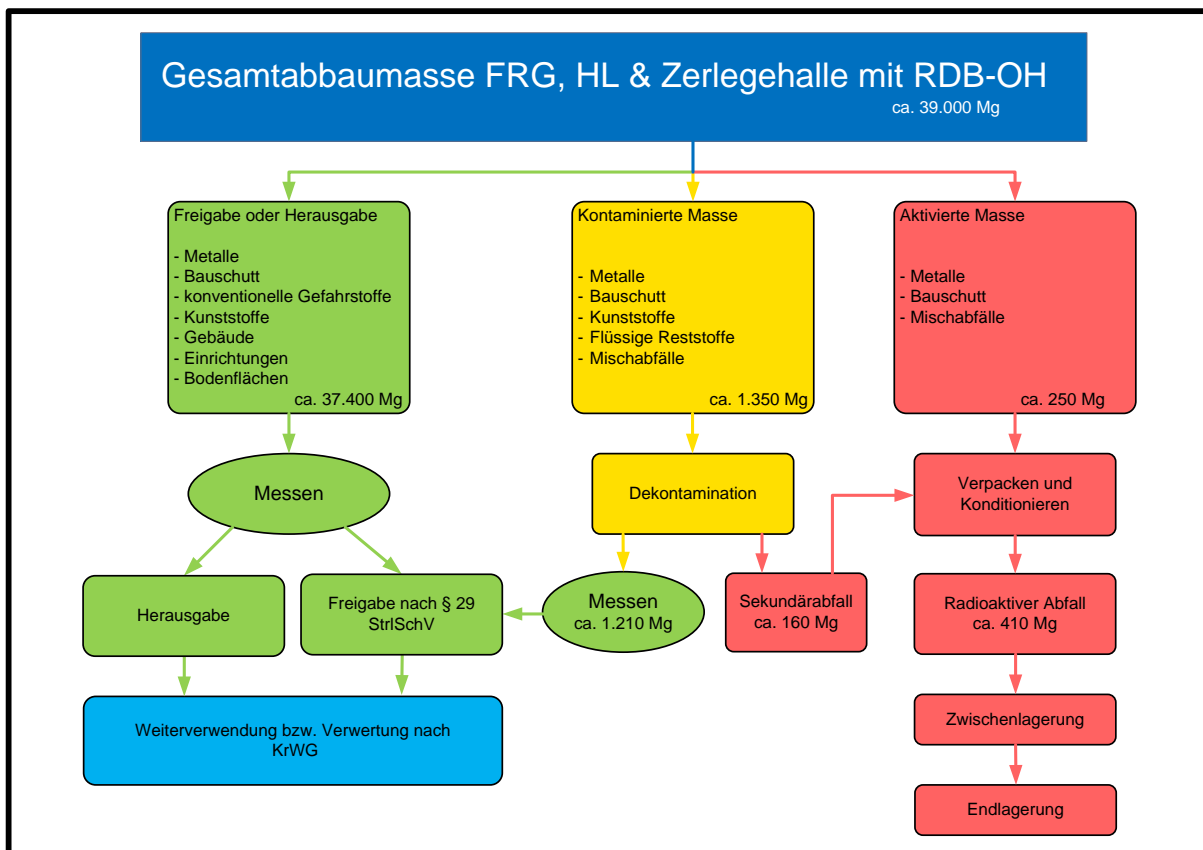 Gesamtabbaumasse FRG, HL & Zerlegehalle mit RDB-OH
ca. 39.000 Mg
Freigabe oder Herausgabe
- Metalle
- Bauschutt
- konventionelle Gefahrstoffe
- Kunststoffe
- Gebäude
- Einrichtungen
- Bodenflächen
ca. 37.400 Mg
Kontaminierte Masse
- Metalle
- Bauschutt
- Kunststoffe
- Flüssige Reststoffe
- Mischabfälle
ca. 1.350 Mg
Aktivierte Masse
- Metalle
- Bauschutt
- Mischabfälle
ca. 250 Mg
Messen
Dekontamination
Verpacken und
Konditionieren
Herausgabe
Freigabe nach § 29
StrlSchV
Messen
ca. 1.210 Mg
Sekundärabfall
ca. 160 Mg
Radioaktiver Abfall
ca. 410 Mg
Weiterverwendung bzw. Verwertung nach
KrWG
Zwischenlagerung
Endlagerung